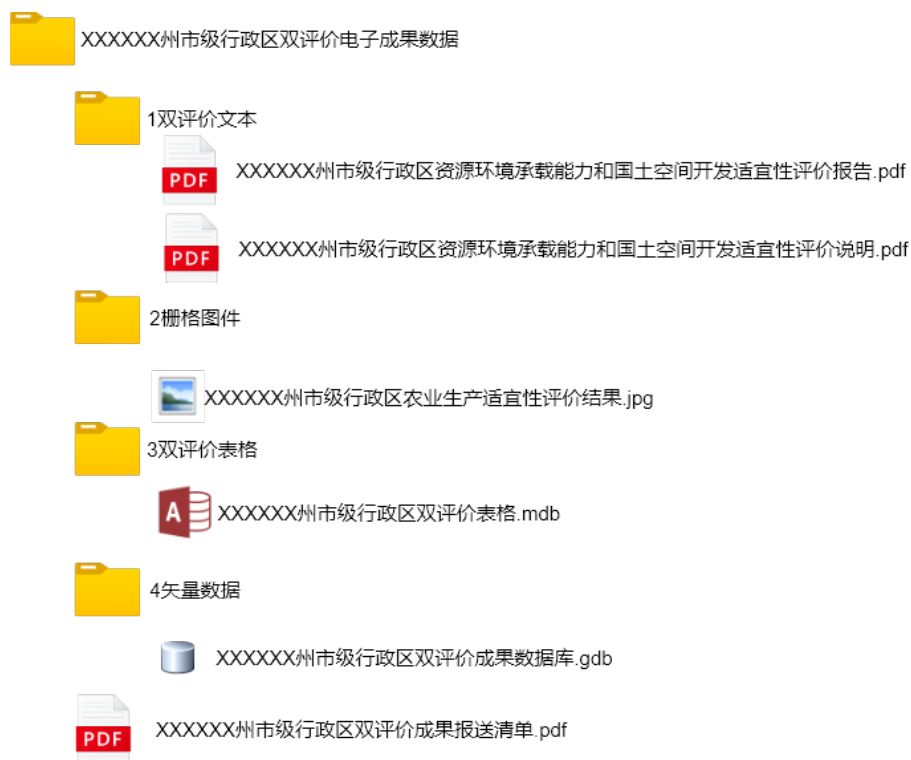 XXXXXX州市级行政区双评价电子成果数据
1双评价文本
PDF XXXXXX州市级行政区资源环境承载能力和国土空间开发适宜性评价报告.pdf
PDF XXXXXX州市级行政区资源环境承载能力和国土空间开发适宜性评价说明.pdf
2栅格图件
XXXXXX州市级行政区农业生产适宜性评价结果.jpg
3双评价表格
A XXXXXX州市级行政区双评价表格.mdb
4矢量数据
XXXXXX州市级行政区双评价成果数据库.gdb
PDF XXXXXX州市级行政区双评价成果报送清单.pdf